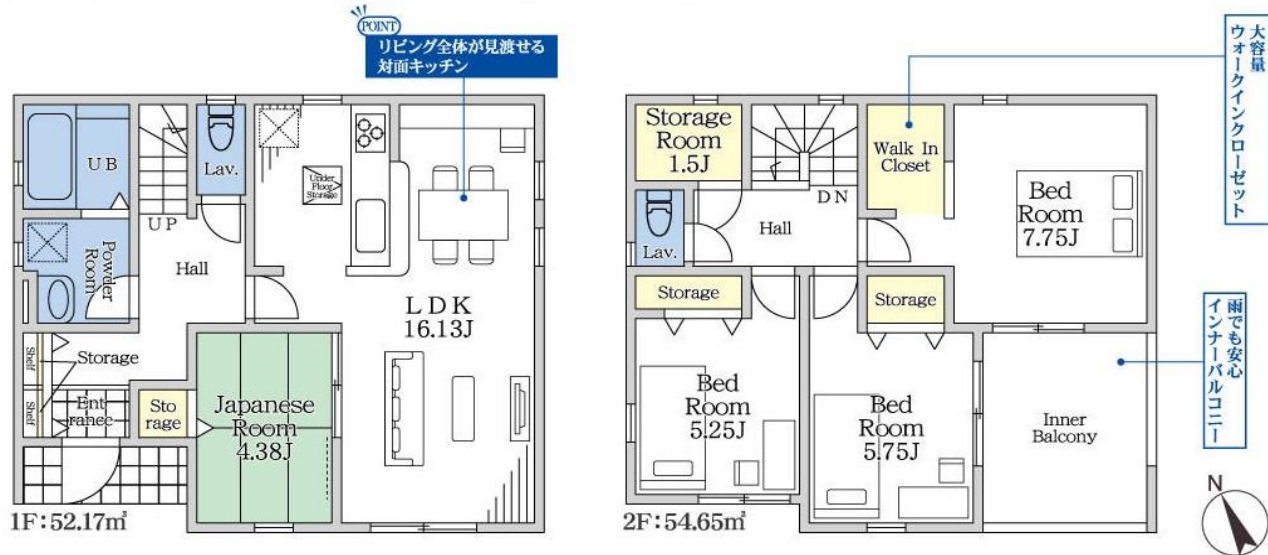 POINT
リビング全体が見渡せる
対面キッチン
UB
UP
Lav.
Under
Floor
Storage
Powder
Room
Hall
LDK
16.13J
Shelf
Storage
Shelf
Ent
rance
Sto
rage
Japanese
Room
4.38J
1F:52.17㎡
大容量
ウォークインクローゼット
Storage
Room
1.5J
Walk In
Closet
DN
Bed
Room
7.75J
Lav.
Hall
Storage
Storage
Bed
Room
5.25J
Bed
Room
5.75J
Inner
Balcony
雨でも安心
インナーバルコニー
2F:54.65㎡
N